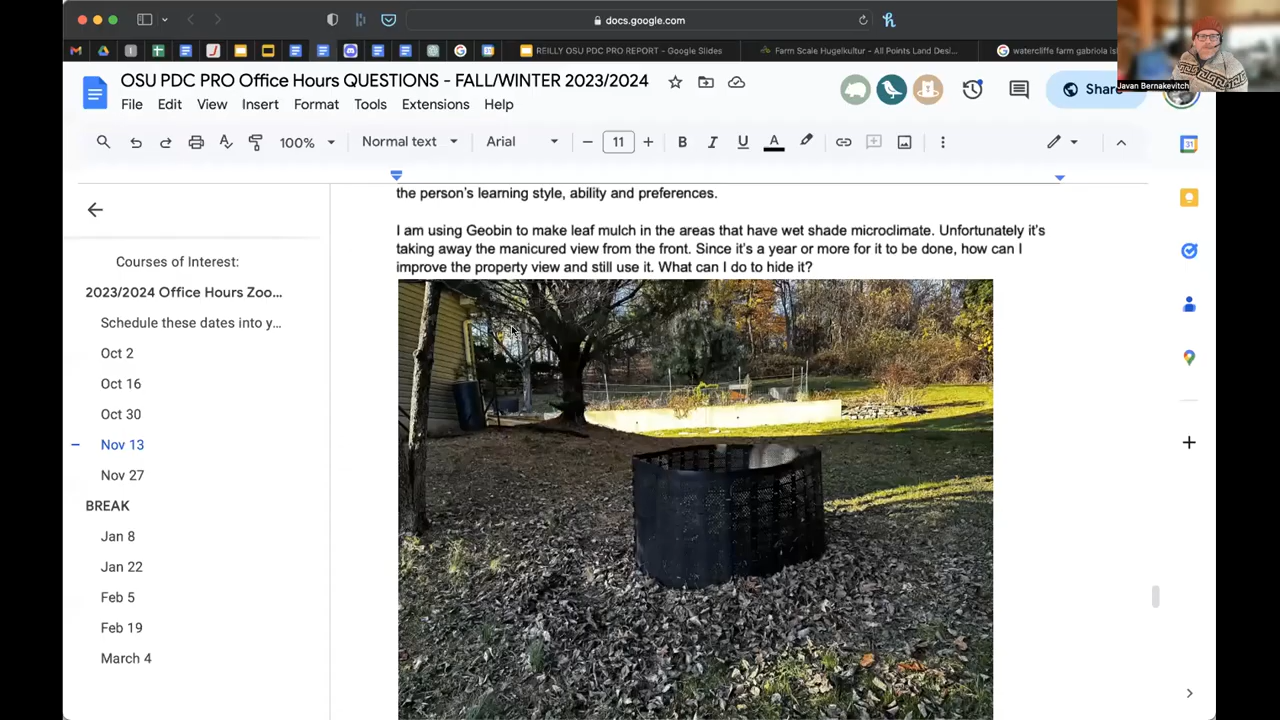 docs.google.com
REILLY OSU PDC PRO REPORT - Google Slides
Farm Scale Hugelkultur - All Points Land Desi...
watercliffe farm gabriola is
Javan Bernakevitch
OSU PDC PRO Office Hours QUESTIONS - FALL/WINTER 2023/2024
File Edit View Insert Format Tools Extensions Help
Share
100% Normal text Arial 11 B I U A
the person's learning style, ability and preferences.
Courses of Interest:
2023/2024 Office Hours Zoo...
Schedule these dates into y...
Oct 2
Oct 16
Oct 30
Nov 13
Nov 27
BREAK
Jan 8
Jan 22
Feb 5
Feb 19
March 4
I am using Geobin to make leaf mulch in the areas that have wet shade microclimate. Unfortunately it's
taking away the manicured view from the front. Since it's a year or more for it to be done, how can I
improve the property view and still use it. What can I do to hide it?